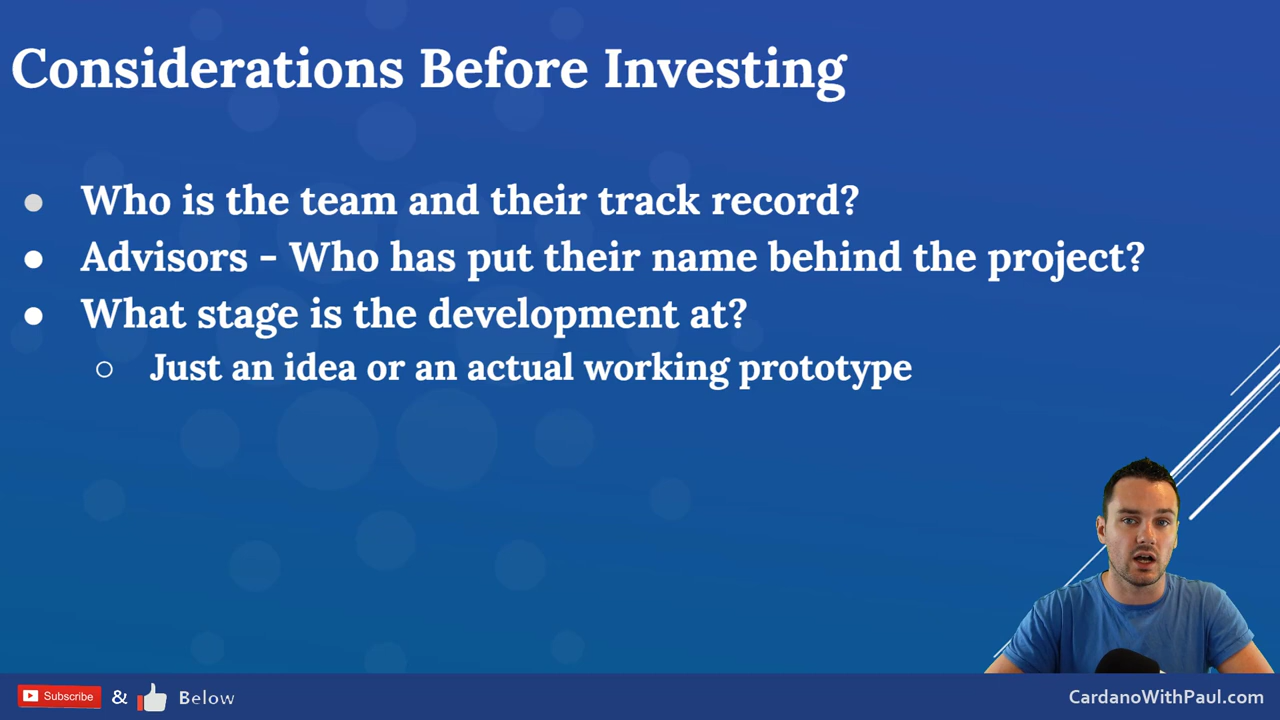 Considerations Before Investing
● Who is the team and their track record?
● Advisors - Who has put their name behind the project?
● What stage is the development at?
○ Just an idea or an actual working prototype
Subscribe & Below
CardanoWithPaul.com